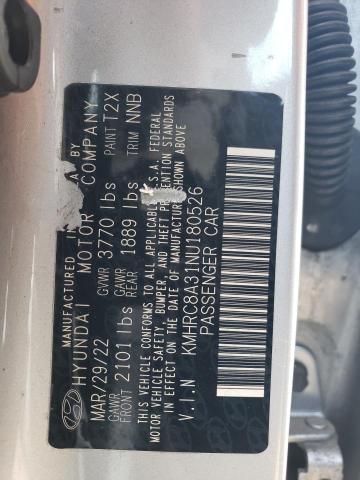 MANUFACTURED IN A BY
HYUNDAI MOTOR COMPANY
MAR/29/22 GVWR 3770 lbs PAINT T2X
GAWR FRONT 2101 lbs GAWR REAR 1889 lbs TRIM NNB
THIS VEHICLE CONFORMS TO ALL APPLICABLE U.S.A. FEDERAL
MOTOR VEHICLE SAFETY, BUMPER, AND THEFT PREVENTION STANDARDS
IN EFFECT ON THE DATE OF MANUFACTURE SHOWN ABOVE
V.I.N KMHRC8A31NU180526
PASSENGER CAR